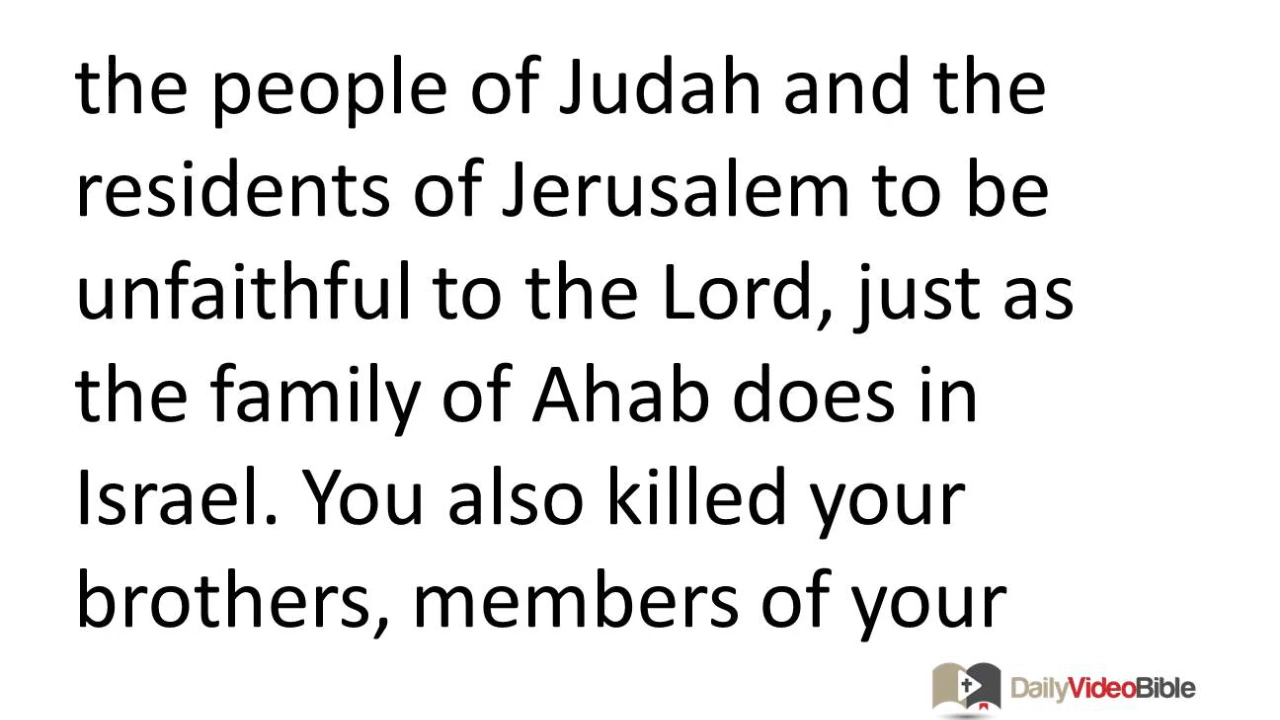 the people of Judah and the
residents of Jerusalem to be
unfaithful to the Lord, just as
the family of Ahab does in
Israel. You also killed your
brothers, members of your
DailyVideoBible